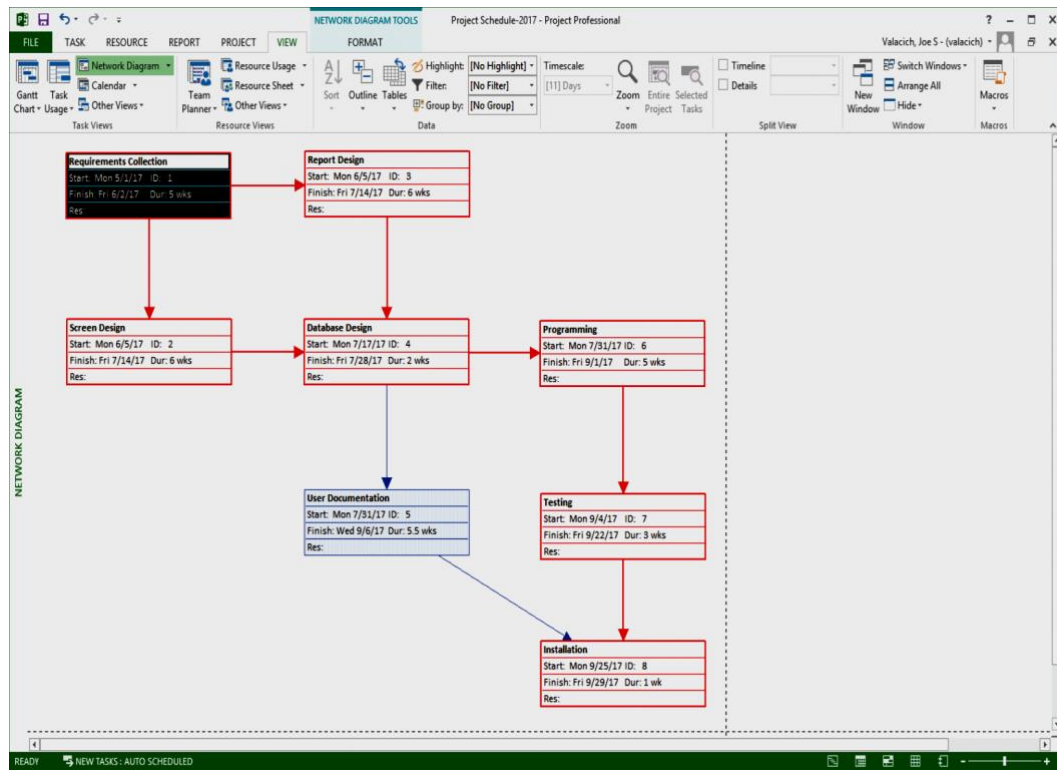 NETWORK DIAGRAM TOOLS
Project Schedule-2017 - Project Professional
FILE TASK RESOURCE REPORT PROJECT VIEW FORMAT
Valacich, Joe S - (valacich)
Gantt Chart
Task Usage
Network Diagram
Calendar
Other Views
Task Views
Team Planner
Resource Usage
Resource Sheet
Other Views
Resource Views
Sort
Outline
Tables
Highlight: [No Highlight]
Filter: [No Filter]
Group by: [No Group]
Data
Timescale:
[11] Days
Zoom
Entire Project
Selected Tasks
Zoom
Timeline
Details
Split View
New Window
Switch Windows
Arrange All
Hide
Window
Macros
Macros
NETWORK DIAGRAM
Requirements Collection
Start: Mon 5/1/17 ID: 1
Finish: Fri 6/2/17 Dur: 5 wks
Res:
Report Design
Start: Mon 6/5/17 ID: 3
Finish: Fri 7/14/17 Dur: 6 wks
Res:
Screen Design
Start: Mon 6/5/17 ID: 2
Finish: Fri 7/14/17 Dur: 6 wks
Res:
Database Design
Start: Mon 7/17/17 ID: 4
Finish: Fri 7/28/17 Dur: 2 wks
Res:
Programming
Start: Mon 7/31/17 ID: 6
Finish: Fri 9/1/17 Dur: 5 wks
Res:
User Documentation
Start: Mon 7/31/17 ID: 5
Finish: Wed 9/6/17 Dur: 5.5 wks
Res:
Testing
Start: Mon 9/4/17 ID: 7
Finish: Fri 9/22/17 Dur: 3 wks
Res:
Installation
Start: Mon 9/25/17 ID: 8
Finish: Fri 9/29/17 Dur: 1 wk
Res:
READY NEW TASKS : AUTO SCHEDULED